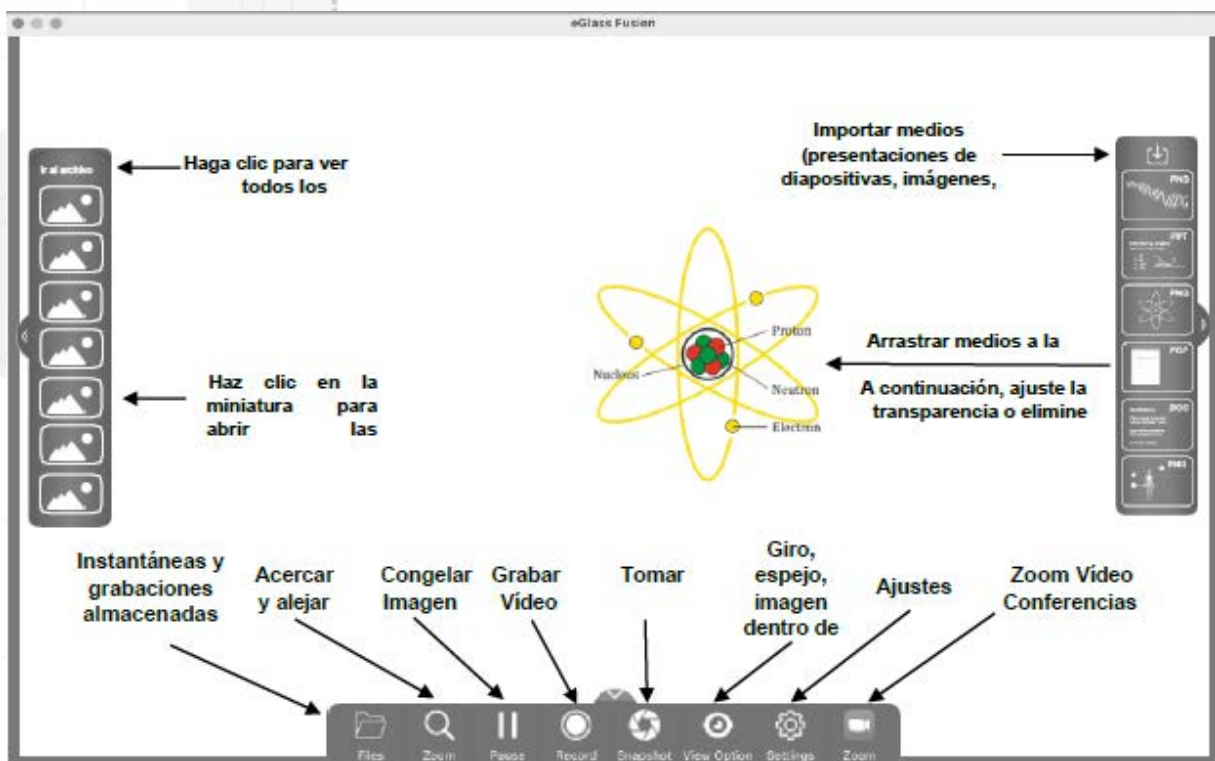 eGlass Fusion
Ir al archivo
Haga clic para ver
todos los
Importar medios
(presentaciones de
diapositivas, imágenes,
PNG
PPT
PNG
PDF
DOC
PNG
Proton
Nucleus
Neutron
Electron
Arrastrar medios a la
A continuación, ajuste la
transparencia o elimine
Haz clic en la
miniatura para
abrir las
Instantáneas y
grabaciones
almacenadas
Acercar
y alejar
Congelar
Imagen
Grabar
Vídeo
Tomar
Giro,
espejo,
imagen
dentro de
Ajustes
Zoom Vídeo
Conferencias
Files
Zoom
Pause
Record
Snapshot
View Option
Settings
Zoom